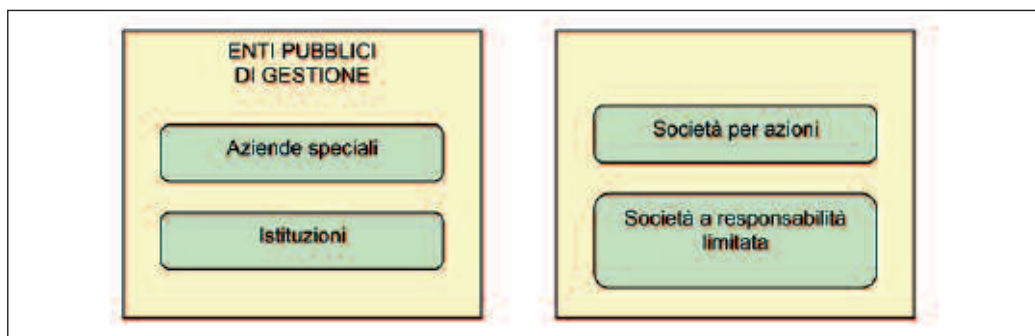 ENTI PUBBLICI
DI GESTIONE
Aziende speciali
Istituzioni
Società per azioni
Società a responsabilità
limitata